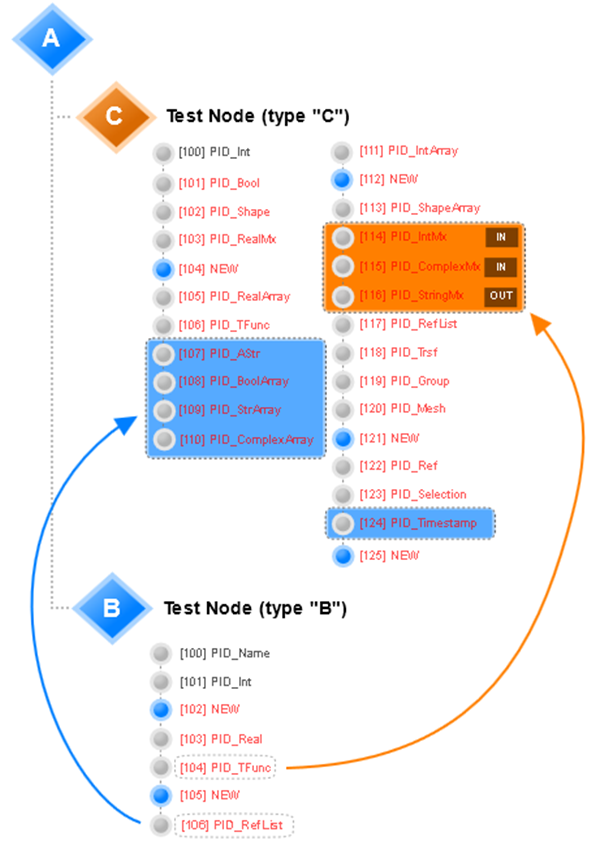 A
C
Test Node (type "C")
[100] PID_Int
[101] PID_Bool
[102] PID_Shape
[103] PID_RealMx
[104] NEW
[105] PID_RealArray
[106] PID_TFunc
[107] PID_AStr
[108] PID_BoolArray
[109] PID_StrArray
[110] PID_ComplexArray
[111] PID_IntArray
[112] NEW
[113] PID_ShapeArray
[114] PID_IntMx IN
[115] PID_ComplexMx IN
[116] PID_StringMx OUT
[117] PID_RefList
[118] PID_Trsf
[119] PID_Group
[120] PID_Mesh
[121] NEW
[122] PID_Ref
[123] PID_Selection
[124] PID_Timestamp
[125] NEW
B
Test Node (type "B")
[100] PID_Name
[101] PID_Int
[102] NEW
[103] PID_Real
[104] PID_TFunc
[105] NEW
[106] PID_RefList